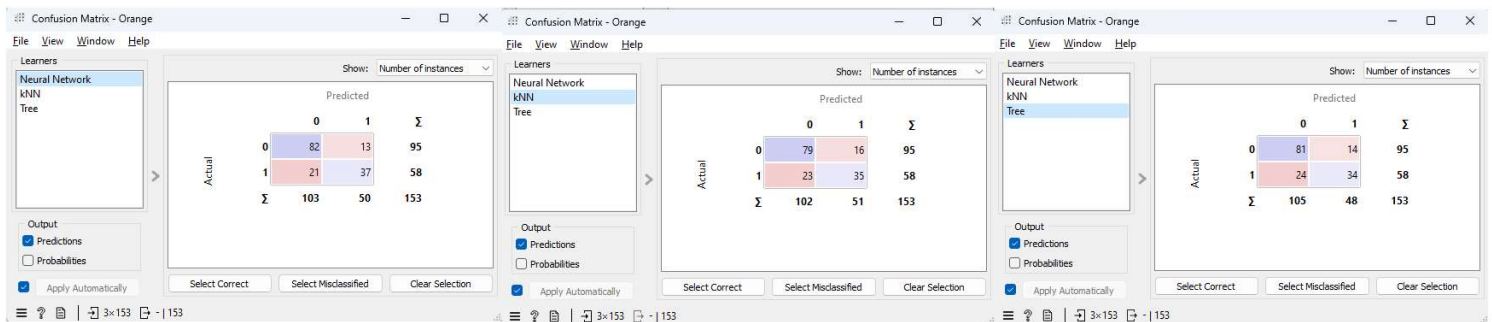 Confusion Matrix - Orange
File View Window Help
Learners
Neural Network
kNN
Tree
Show: Number of instances
Predicted
0 1 Σ
Actual
0 82 13 95
1 21 37 58
Σ 103 50 153
Output
Predictions
Probabilities
Apply Automatically
Select Correct Select Misclassified Clear Selection
3×153 - | 153
Confusion Matrix - Orange
File View Window Help
Learners
Neural Network
kNN
Tree
Show: Number of instances
Predicted
0 1 Σ
Actual
0 79 16 95
1 23 35 58
Σ 102 51 153
Output
Predictions
Probabilities
Apply Automatically
Select Correct Select Misclassified Clear Selection
3×153 - | 153
Confusion Matrix - Orange
File View Window Help
Learners
Neural Network
kNN
Tree
Show: Number of instances
Predicted
0 1 Σ
Actual
0 81 14 95
1 24 34 58
Σ 105 48 153
Output
Predictions
Probabilities
Apply Automatically
Select Correct Select Misclassified Clear Selection
3×153 - | 153